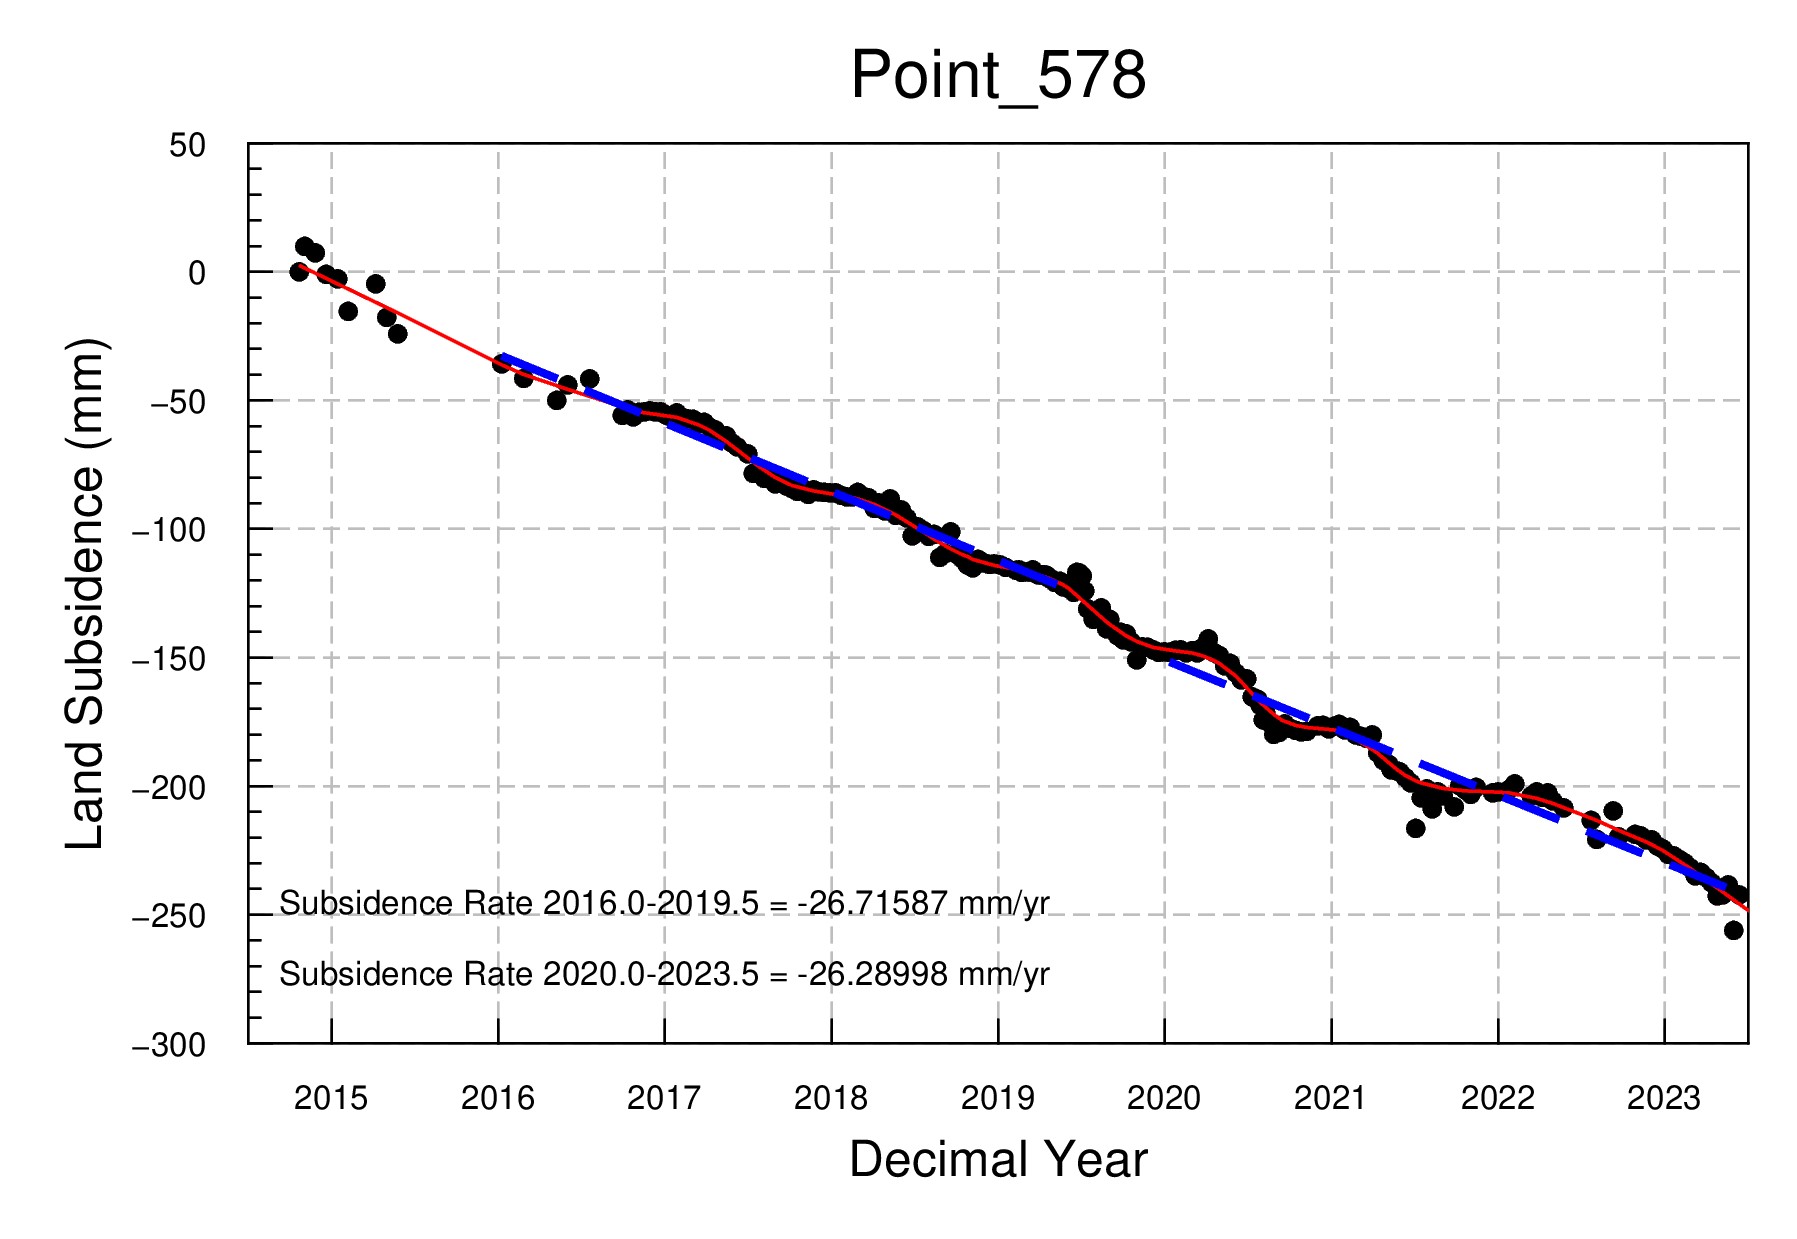 Point_578
50
0
−50
−100
−150
−200
−250
−300
Land Subsidence (mm)
Subsidence Rate 2016.0-2019.5 = -26.71587 mm/yr
Subsidence Rate 2020.0-2023.5 = -26.28998 mm/yr
2015 2016 2017 2018 2019 2020 2021 2022 2023
Decimal Year